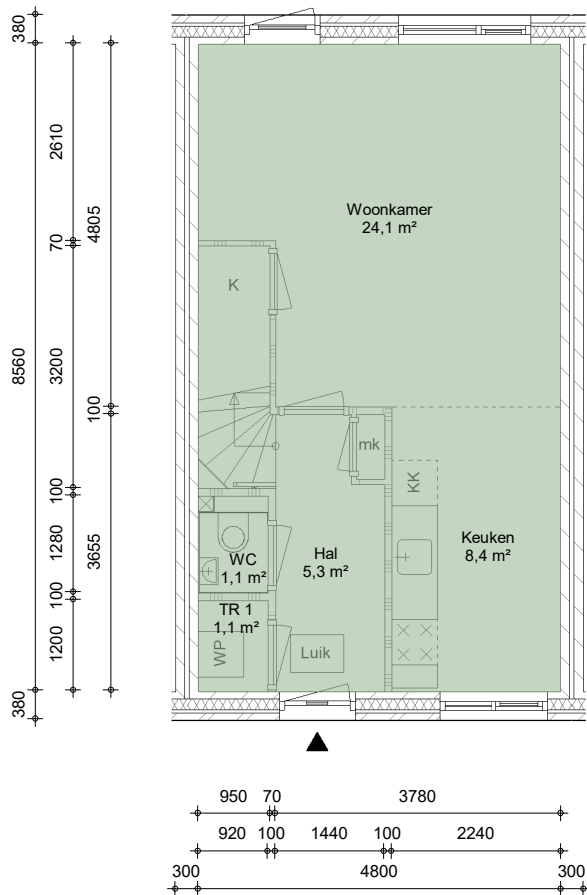 380
2610
70
4805
8560
3200
100
100
1280
3655
100
1200
380
Woonkamer
24,1 m²
K
mk
KK
Keuken
8,4 m²
Hal
5,3 m²
WC
1,1 m²
TR 1
1,1 m²
WP
Luik
950 70 3780
920 100 1440 100 2240
300 4800 300